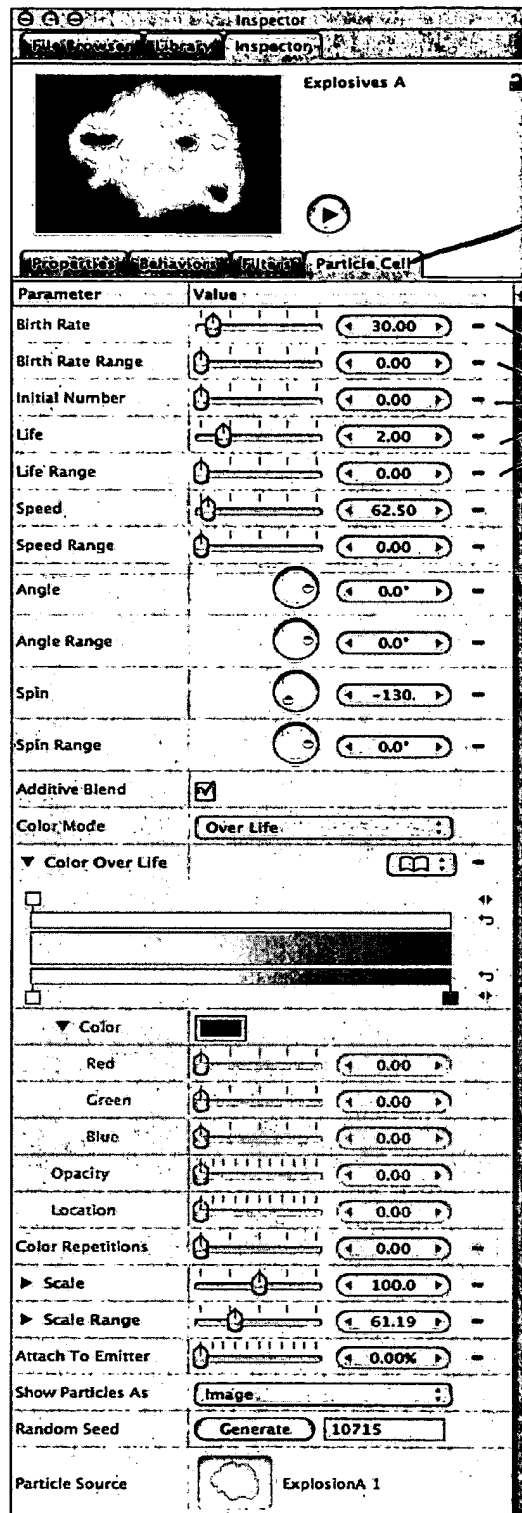 Inspector
File Browser Library Inspector
Explosives A
Properties Behaviors Filters Particle Cell
Parameter Value
Birth Rate 30.00
Birth Rate Range 0.00
Initial Number 0.00
Life 2.00
Life Range 0.00
Speed 62.50
Speed Range 0.00
Angle 0.0°
Angle Range 0.0°
Spin -130.
Spin Range 0.0°
Additive Blend
Color Mode Over Life
Color Over Life
Color
Red 0.00
Green 0.00
Blue 0.00
Opacity 0.00
Location 0.00
Color Repetitions 0.00
Scale 100.0
Scale Range 61.19
Attach To Emitter 0.00%
Show Particles As Image
Random Seed Generate 10715
Particle Source ExplosionA 1